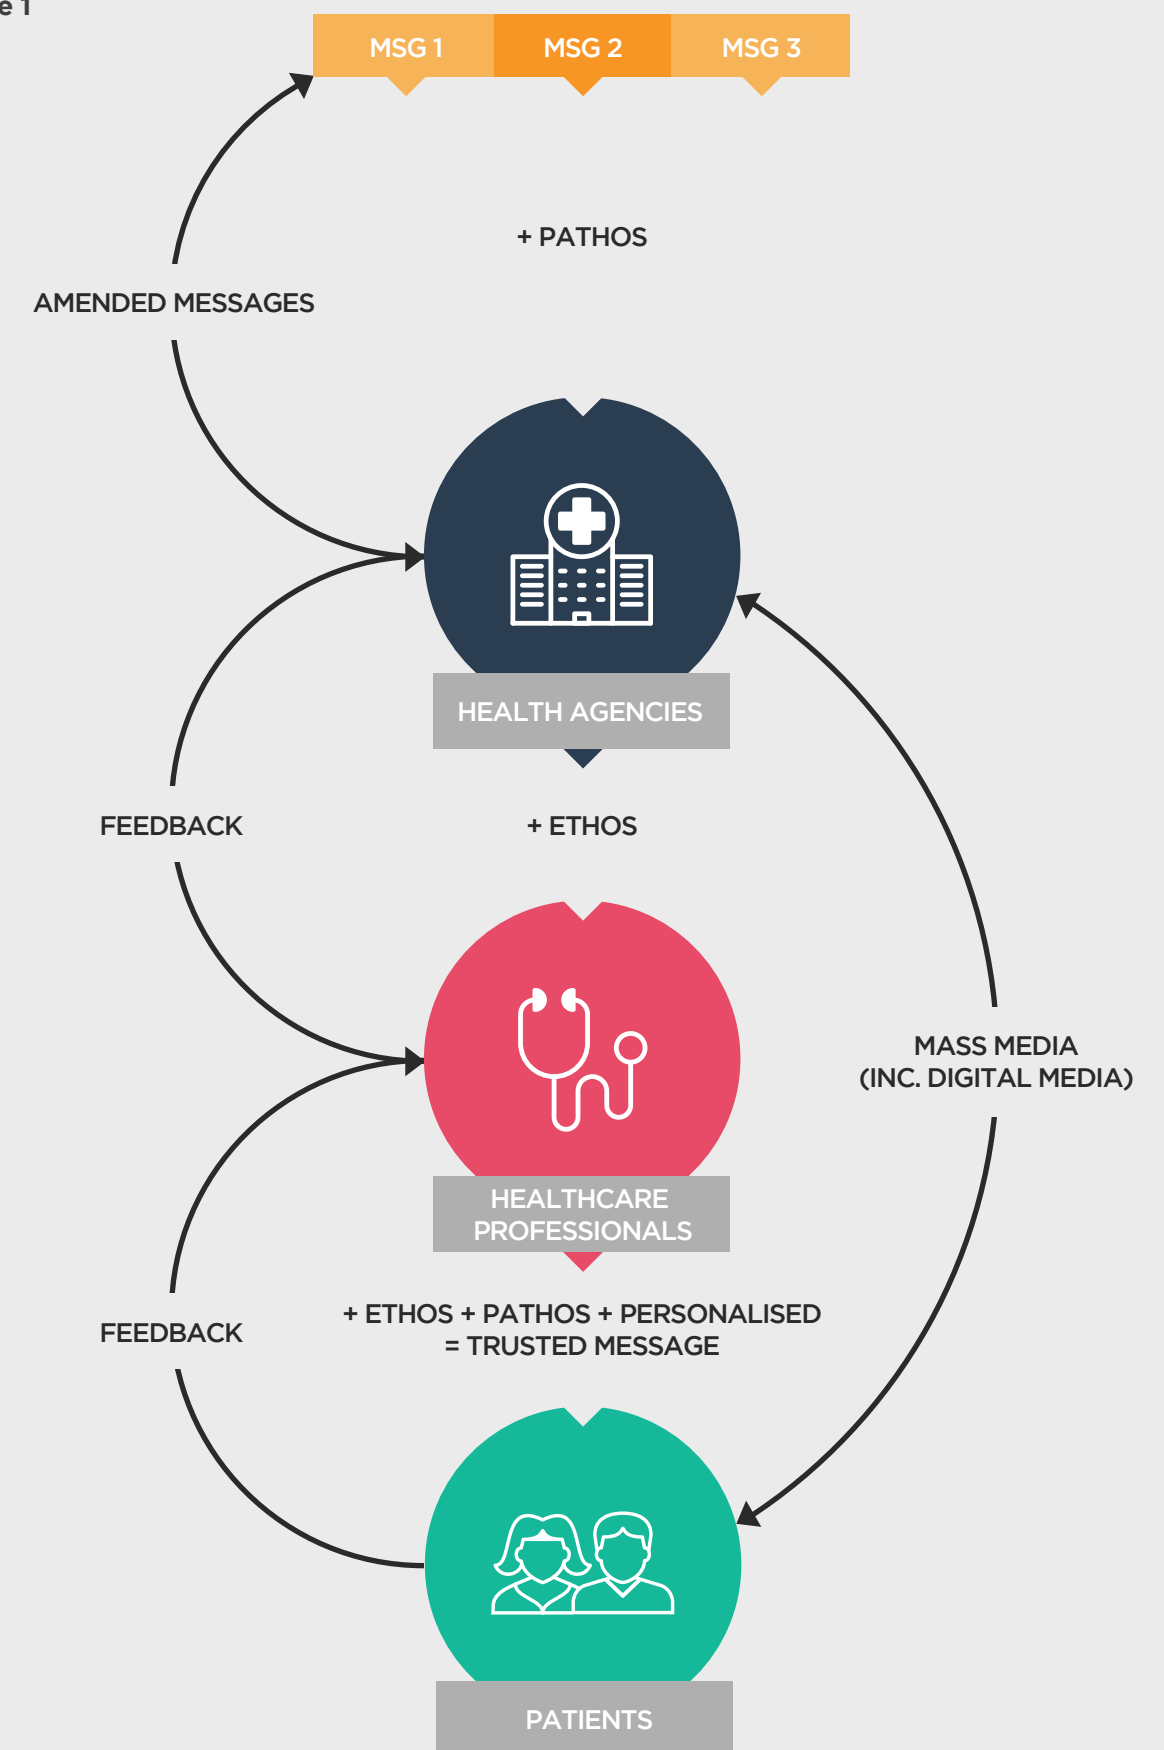 e 1
MSG 1
MSG 2
MSG 3
+ PATHOS
AMENDED MESSAGES
HEALTH AGENCIES
FEEDBACK
+ ETHOS
MASS MEDIA
(INC. DIGITAL MEDIA)
HEALTHCARE
PROFESSIONALS
+ ETHOS + PATHOS + PERSONALISED
= TRUSTED MESSAGE
FEEDBACK
PATIENTS